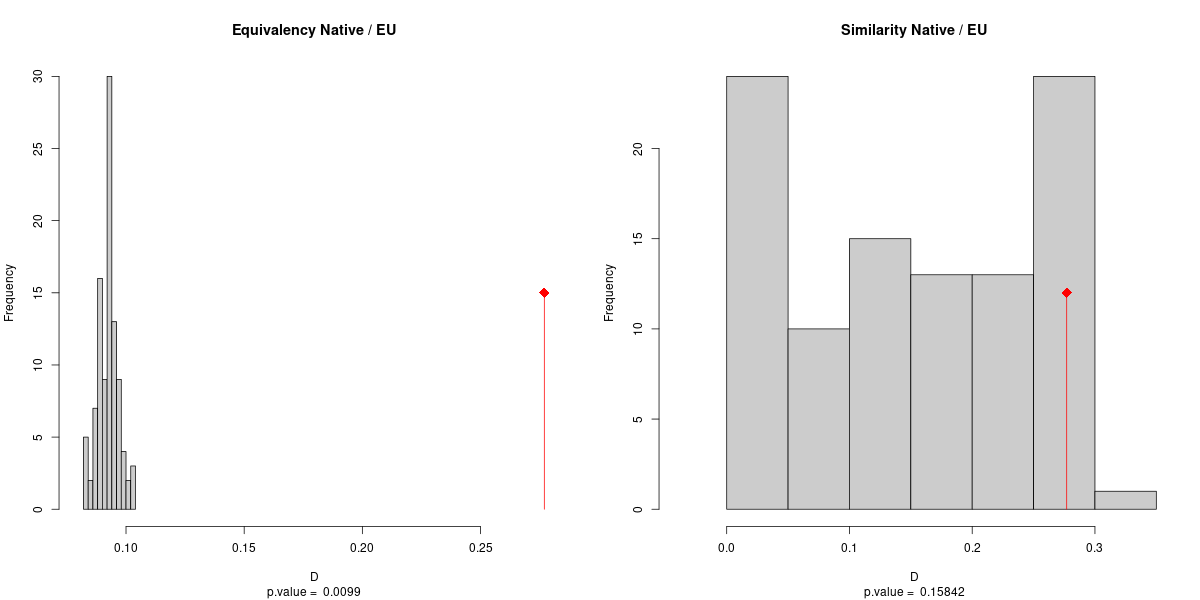 Equivalency Native / EU
Frequency
30
25
20
15
10
5
0
0.10 0.15 0.20 0.25
D
p.value = 0.0099
Similarity Native / EU
Frequency
20
15
10
5
0
0.0 0.1 0.2 0.3
D
p.value = 0.15842